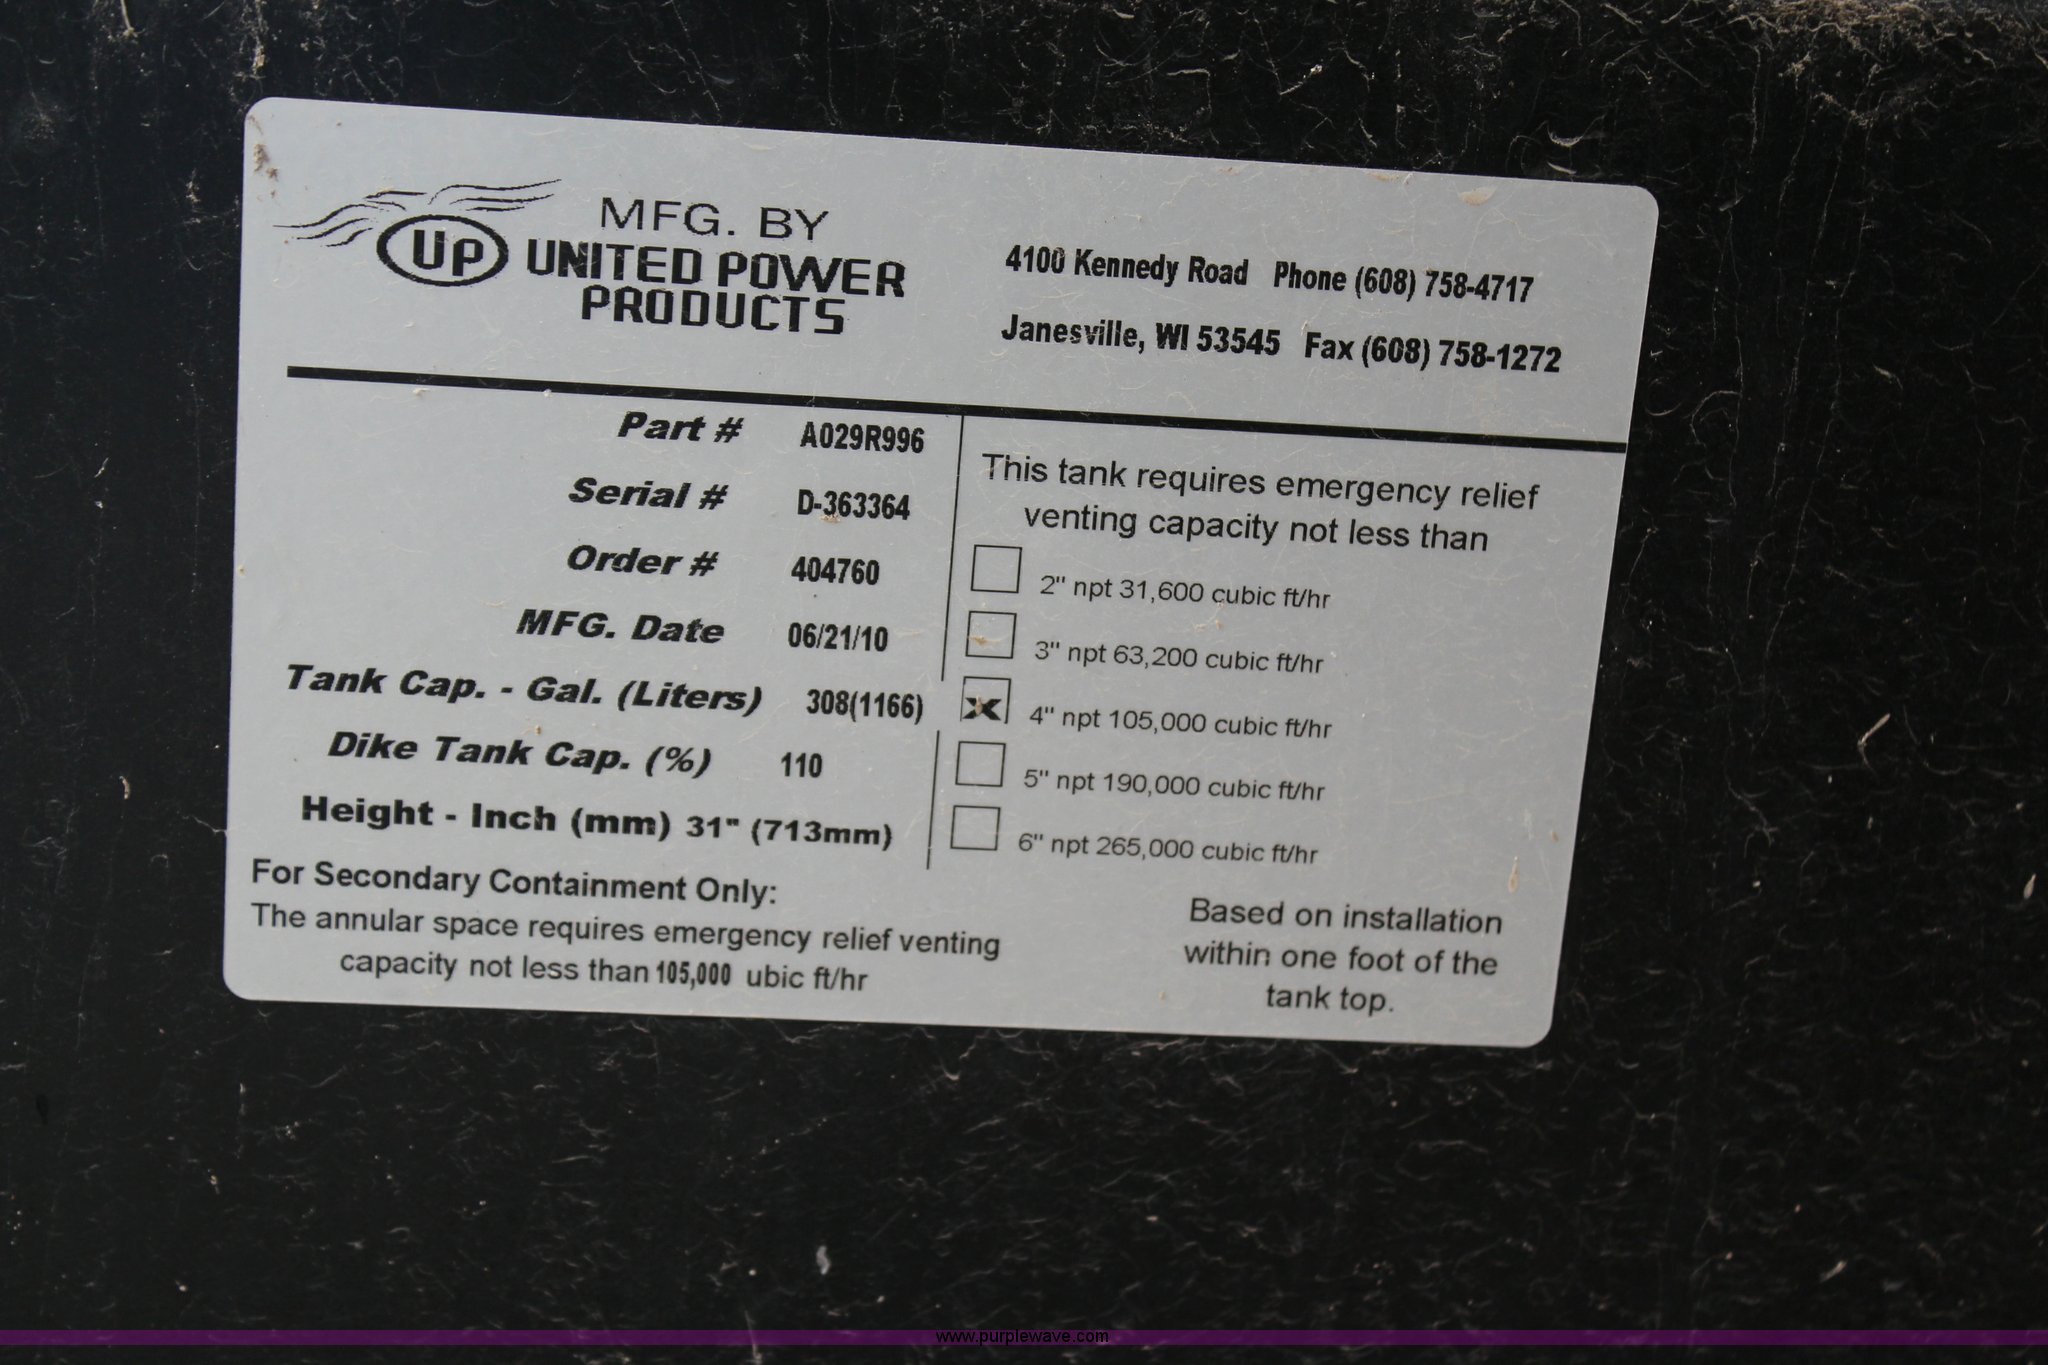 UP
MFG. BY
UNITED POWER
PRODUCTS
4100 Kennedy Road Phone (608) 758-4717
Janesville, WI 53545 Fax (608) 758-1272
Part # A029R996
Serial # D-363364
Order # 404760
MFG. Date 06/21/10
Tank Cap. - Gal. (Liters) 308(1166)
Dike Tank Cap. (%) 110
Height - Inch (mm) 31" (713mm)
This tank requires emergency relief
venting capacity not less than
2" npt 31,600 cubic ft/hr
3" npt 63,200 cubic ft/hr
X 4" npt 105,000 cubic ft/hr
5" npt 190,000 cubic ft/hr
6" npt 265,000 cubic ft/hr
For Secondary Containment Only:
The annular space requires emergency relief venting
capacity not less than 105,000 ubic ft/hr
Based on installation
within one foot of the
tank top.
www.purplewave.com